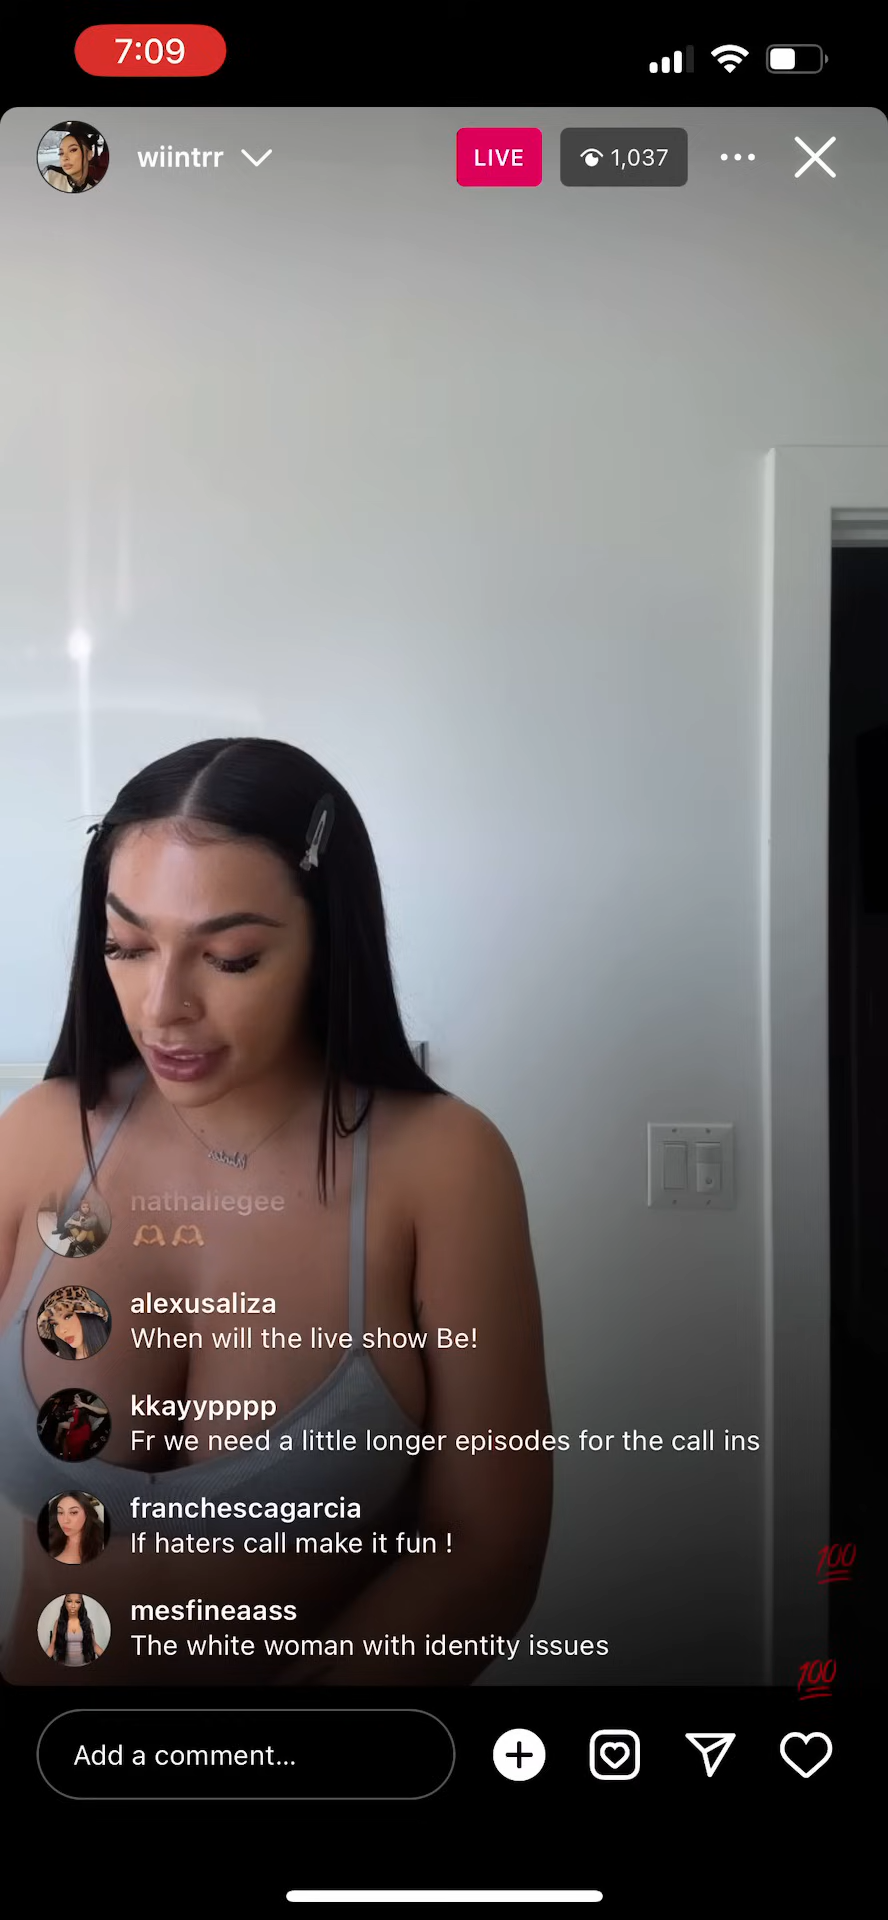 7:09
wiintrr
LIVE
1,037
nathaliegee
🫶🏼🫶🏼
alexusaliza
When will the live show Be!
kkayypppp
Fr we need a little longer episodes for the call ins
franchescagarcia
If haters call make it fun !
mesfineaass
The white woman with identity issues
💯
💯
Add a comment...